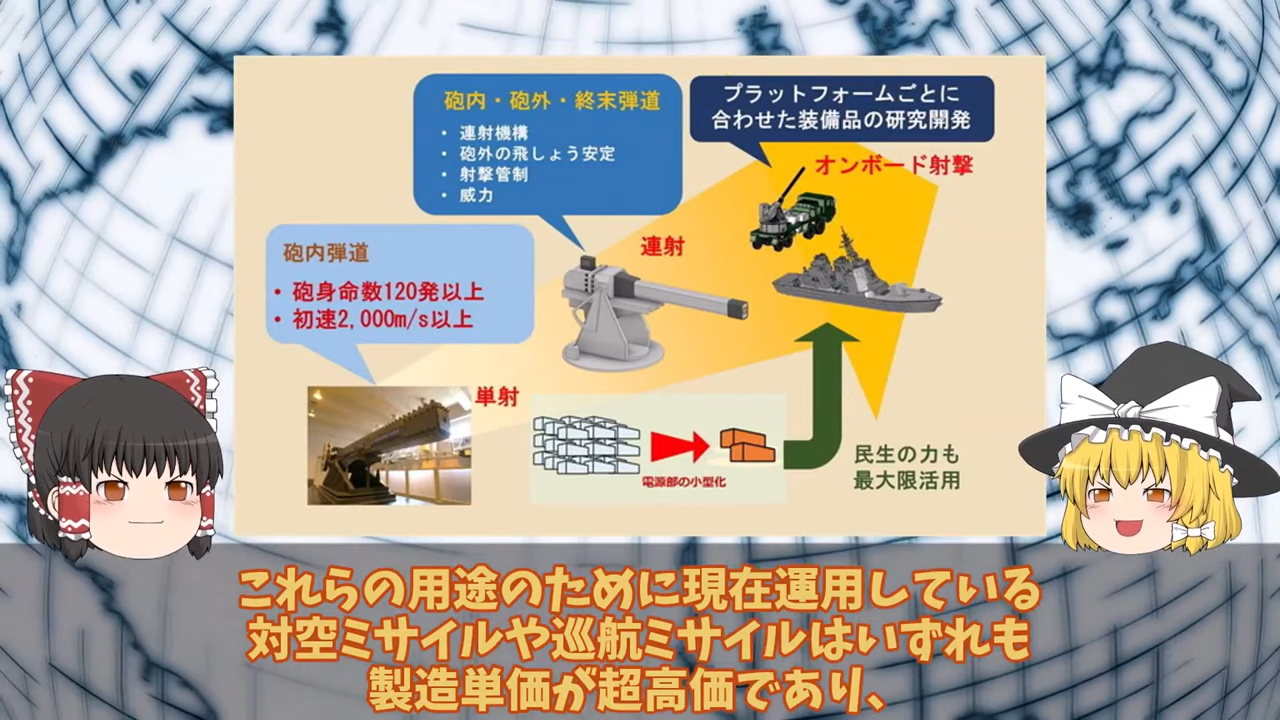 砲内・砲外・終末弾道
・ 連射機構
・ 砲外の飛しょう安定
・ 射撃管制
・ 威力
プラットフォームごとに
合わせた装備品の研究開発
オンボード射撃
連射
砲内弾道
・ 砲身命数120発以上
・ 初速2,000m/s以上
単射
電源部の小型化
民生の力も
最大限活用
これらの用途のために現在運用している
対空ミサイルや巡航ミサイルはいずれも
製造単価が超高価であり、